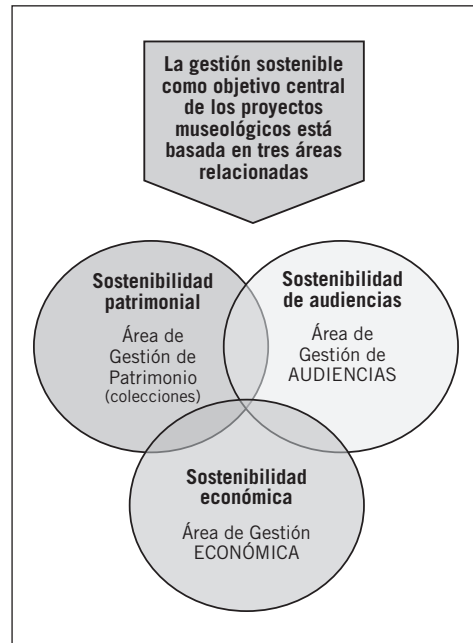 La gestión sostenible
como objetivo central
de los proyectos
museológicos está
basada en tres áreas
relacionadas
Sostenibilidad
patrimonial
Área de
Gestión de
Patrimonio
(colecciones)
Sostenibilidad
de audiencias
Área de
Gestión de
AUDIENCIAS
Sostenibilidad
económica
Área de Gestión
ECONÓMICA